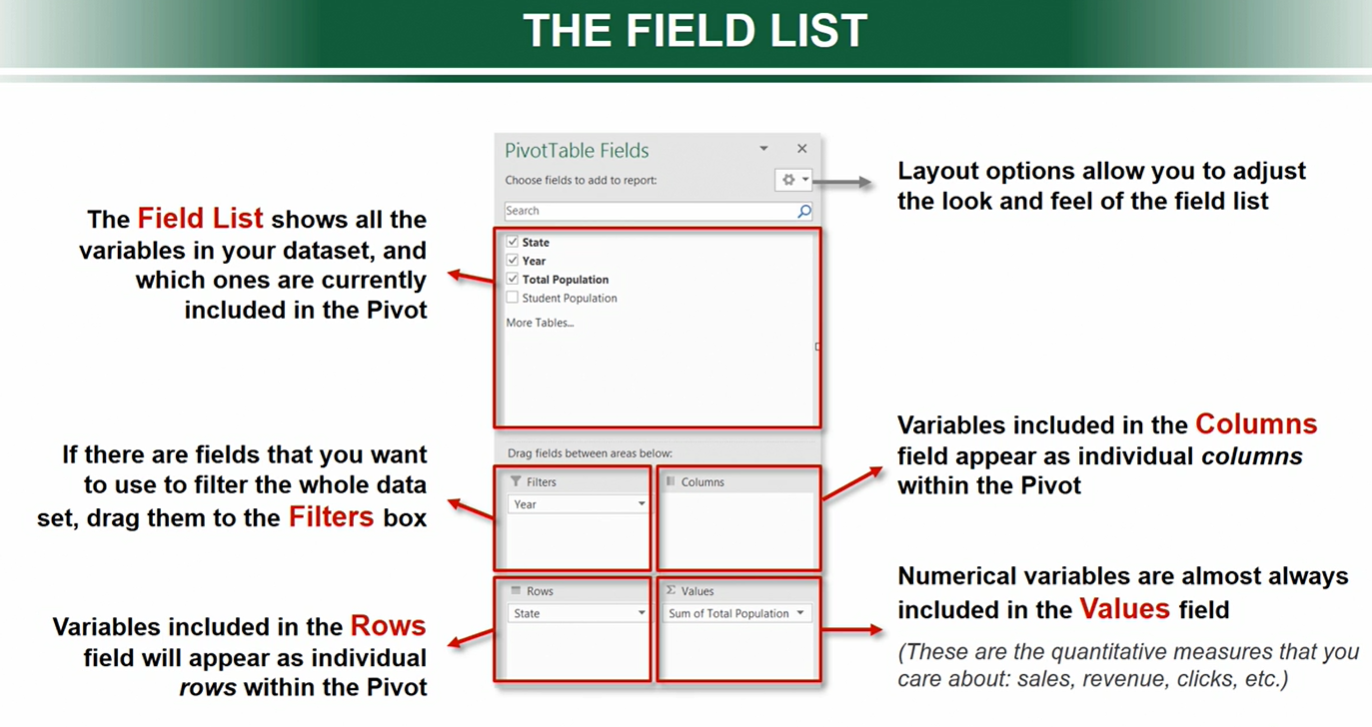 THE FIELD LIST
The Field List shows all the
variables in your dataset, and
which ones are currently
included in the Pivot
If there are fields that you want
to use to filter the whole data
set, drag them to the Filters box
Variables included in the Rows
field will appear as individual
rows within the Pivot
PivotTable Fields
Choose fields to add to report:
Search
State
Year
Total Population
Student Population
More Tables...
Drag fields between areas below:
Filters
Year
Columns
Rows
State
Σ Values
Sum of Total Population
Layout options allow you to adjust
the look and feel of the field list
Variables included in the Columns
field appear as individual columns
within the Pivot
Numerical variables are almost always
included in the Values field
(These are the quantitative measures that you
care about: sales, revenue, clicks, etc.)